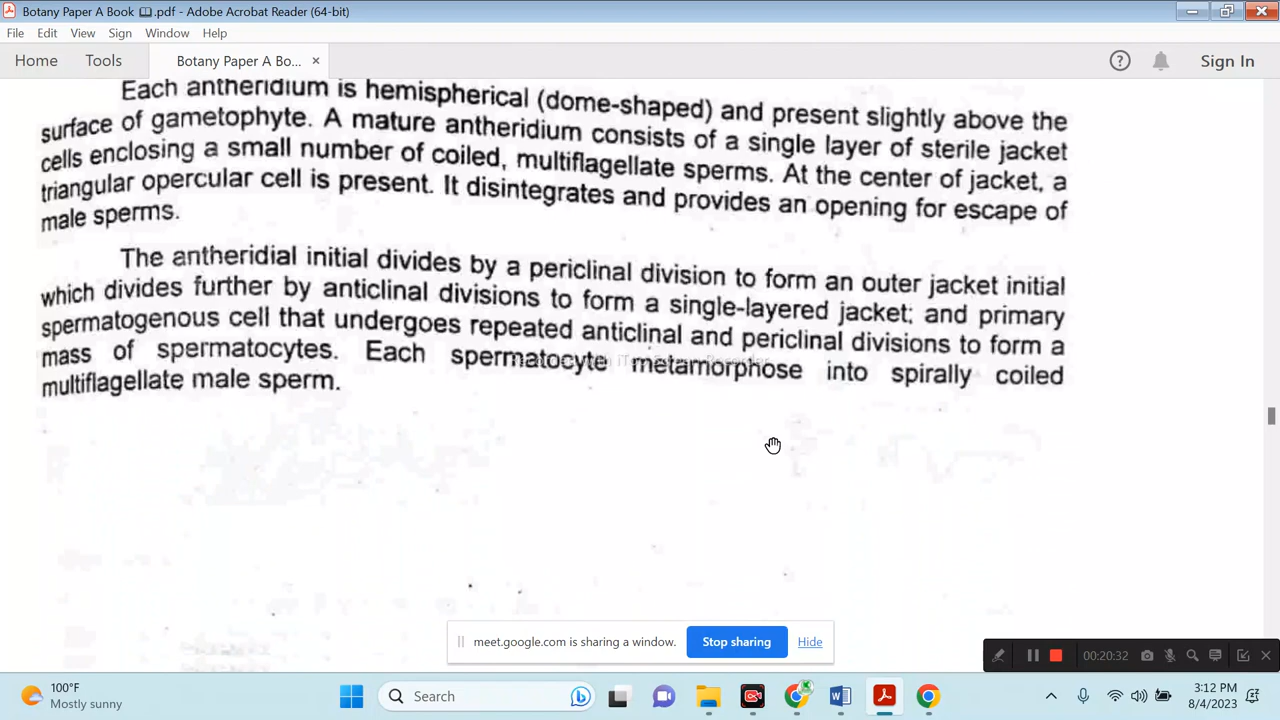 Botany Paper A Book 📖.pdf - Adobe Acrobat Reader (64-bit)
File Edit View Sign Window Help
Home Tools Botany Paper A Bo... × Sign In
Each antheridium is hemispherical (dome-shaped) and present slightly above the
surface of gametophyte. A mature antheridium consists of a single layer of sterile jacket
cells enclosing a small number of coiled, multiflagellate sperms. At the center of jacket, a
triangular opercular cell is present. It disintegrates and provides an opening for escape of
male sperms.
The antheridial initial divides by a periclinal division to form an outer jacket initial
which divides further by anticlinal divisions to form a single-layered jacket; and primary
spermatogenous cell that undergoes repeated anticlinal and periclinal divisions to form a
mass of spermatocytes. Each spermatocyte metamorphose into spirally coiled
multiflagellate male sperm.
meet.google.com is sharing a window. Stop sharing Hide
00:20:32
100°F
Mostly sunny
Search
3:12 PM
8/4/2023